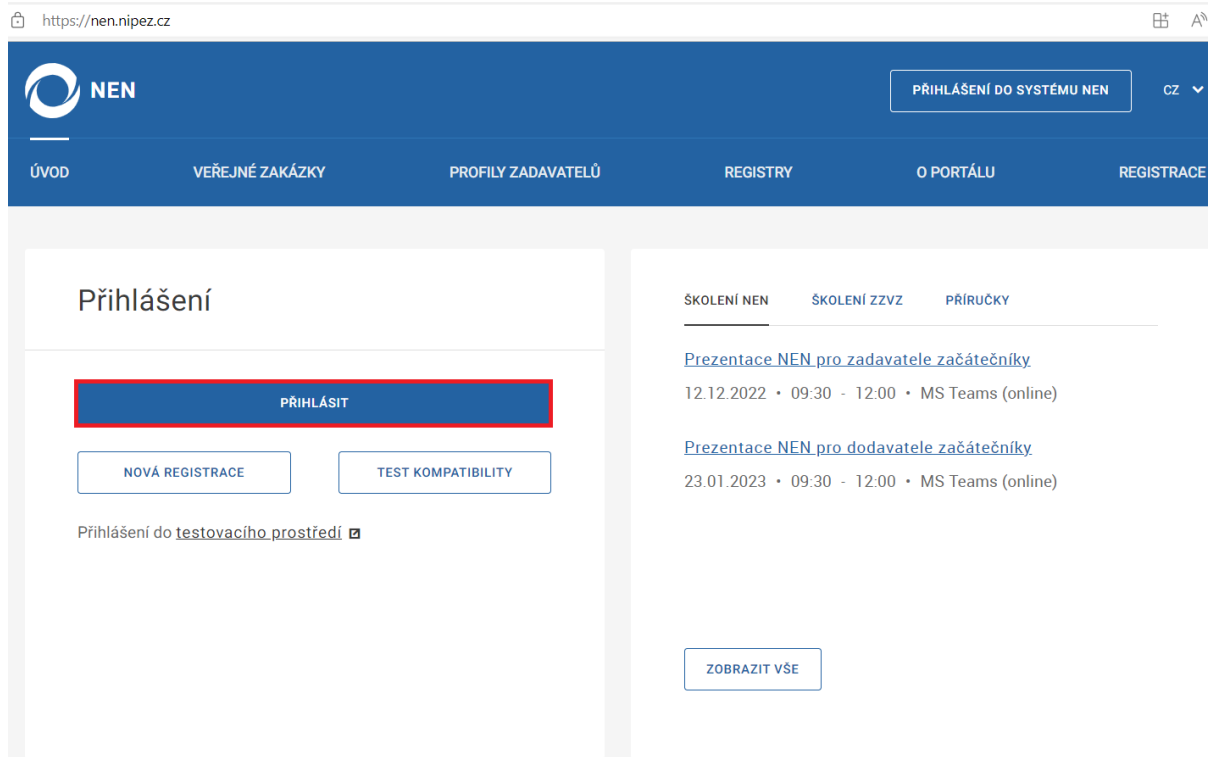 https://nen.nipez.cz
NEN
PŘIHLÁŠENÍ DO SYSTÉMU NEN
CZ
ÚVOD VEŘEJNÉ ZAKÁZKY PROFILY ZADAVATELŮ REGISTRY O PORTÁLU REGISTRACE
Přihlášení
PŘIHLÁSIT
NOVÁ REGISTRACE TEST KOMPATIBILITY
Přihlášení do testovacího prostředí
ŠKOLENÍ NEN ŠKOLENÍ ZZVZ PŘÍRUČKY
Prezentace NEN pro zadavatele začátečníky
12.12.2022 • 09:30 - 12:00 • MS Teams (online)
Prezentace NEN pro dodavatele začátečníky
23.01.2023 • 09:30 - 12:00 • MS Teams (online)
ZOBRAZIT VŠE